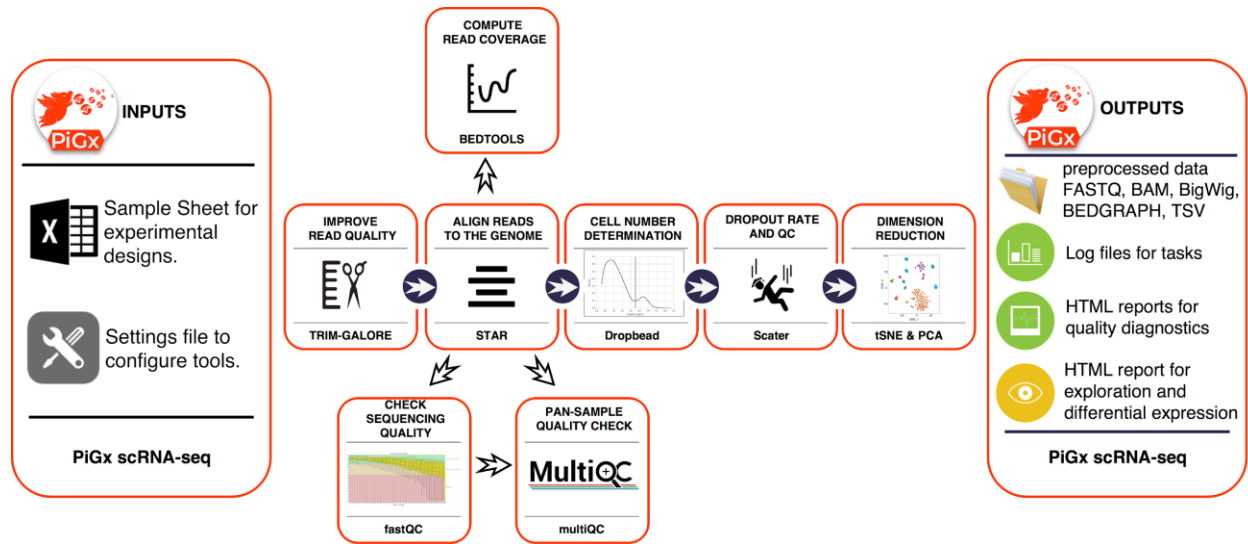 PiGx
INPUTS
Sample Sheet for
experimental
designs.
X
Settings file to
configure tools.
PiGx scRNA-seq
COMPUTE
READ COVERAGE
BEDTOOLS
IMPROVE
READ QUALITY
TRIM-GALORE
ALIGN READS
TO THE GENOME
STAR
CELL NUMBER
DETERMINATION
Dropbead
DROPOUT RATE
AND QC
Scater
DIMENSION
REDUCTION
tSNE & PCA
CHECK
SEQUENCING
QUALITY
fastQC
PAN-SAMPLE
QUALITY CHECK
MultiQC
multiQC
PiGx
OUTPUTS
preprocessed data
FASTQ, BAM, BigWig,
BEDGRAPH, TSV
Log files for tasks
HTML reports for
quality diagnostics
HTML report for
exploration and
differential expression
PiGx scRNA-seq